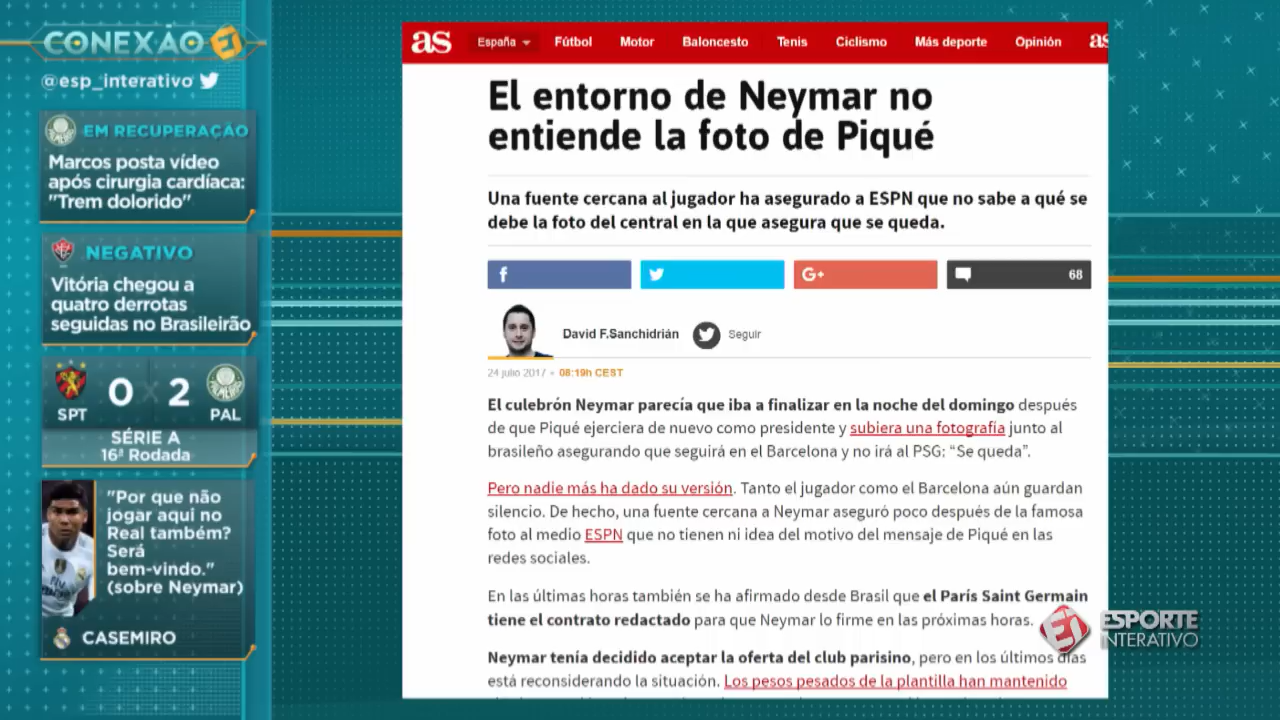 CONEXÃO EI
@esp_interativo
EM RECUPERAÇÃO
Marcos posta vídeo
após cirurgia cardíaca:
"Trem dolorido"
NEGATIVO
Vitória chegou a
quatro derrotas
seguidas no Brasileirão
0 x 2
SPT PAL
SÉRIE A
16ª Rodada
"Por que não
jogar aqui no
Real também?
Será
bem-vindo."
(sobre Neymar)
CASEMIRO
as España Fútbol Motor Baloncesto Tenis Ciclismo Más deporte Opinión as
El entorno de Neymar no
entiende la foto de Piqué
Una fuente cercana al jugador ha asegurado a ESPN que no sabe a qué se
debe la foto del central en la que asegura que se queda.
f G+ 68
David F.Sanchidrián Seguir
24 julio 2017 • 08:19h CEST
El culebrón Neymar parecía que iba a finalizar en la noche del domingo después
de que Piqué ejerciera de nuevo como presidente y subiera una fotografía junto al
brasileño asegurando que seguirá en el Barcelona y no irá al PSG: “Se queda”.
Pero nadie más ha dado su versión. Tanto el jugador como el Barcelona aún guardan
silencio. De hecho, una fuente cercana a Neymar aseguró poco después de la famosa
foto al medio ESPN que no tienen ni idea del motivo del mensaje de Piqué en las
redes sociales.
En las últimas horas también se ha afirmado desde Brasil que el París Saint Germain
tiene el contrato redactado para que Neymar lo firme en las próximas horas.
Neymar tenía decidido aceptar la oferta del club parisino, pero en los últimos días
está reconsiderando la situación. Los pesos pesados de la plantilla han mantenido
EI ESPORTE
INTERATIVO